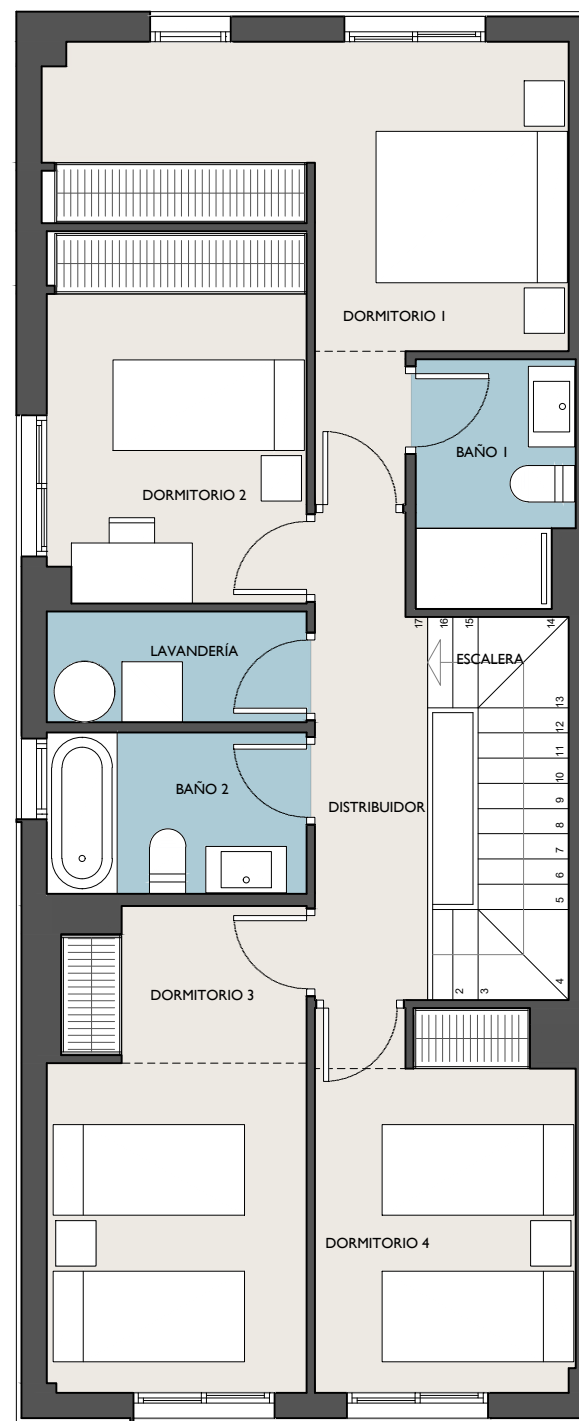 DORMITORIO 1
BAÑO 1
DORMITORIO 2
17
16
15
14
LAVANDERÍA
ESCALERA
13
12
11
10
9
8
7
6
5
BAÑO 2
DISTRIBUIDOR
DORMITORIO 3
2
3
4
DORMITORIO 4